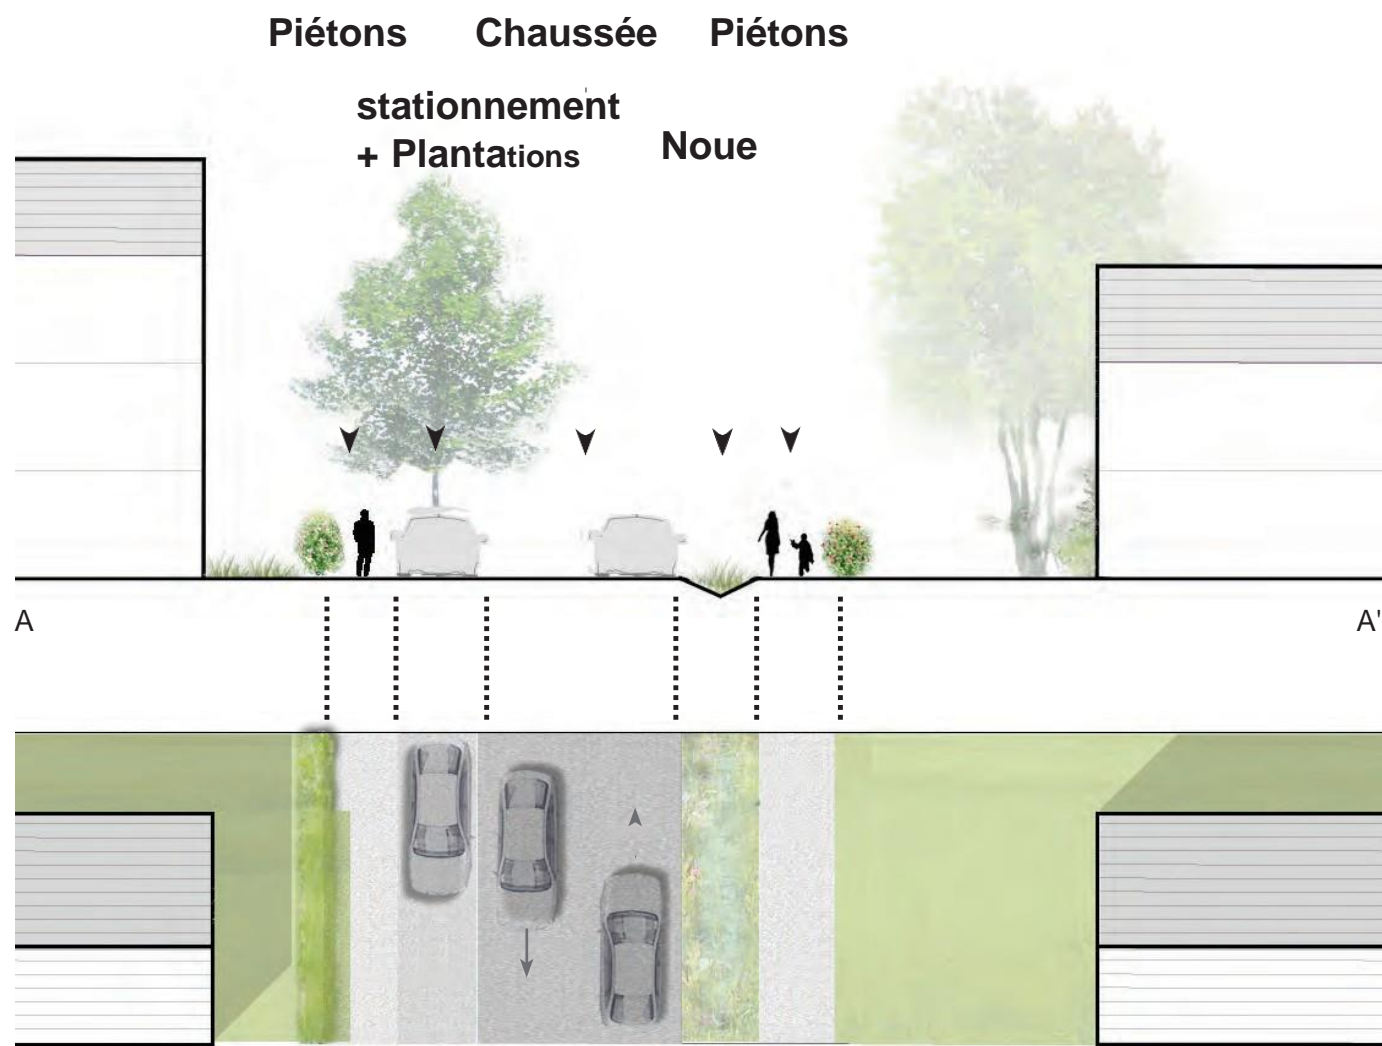 Piétons Chaussée Piétons
stationnement
+ Plantations
Noue
A A'